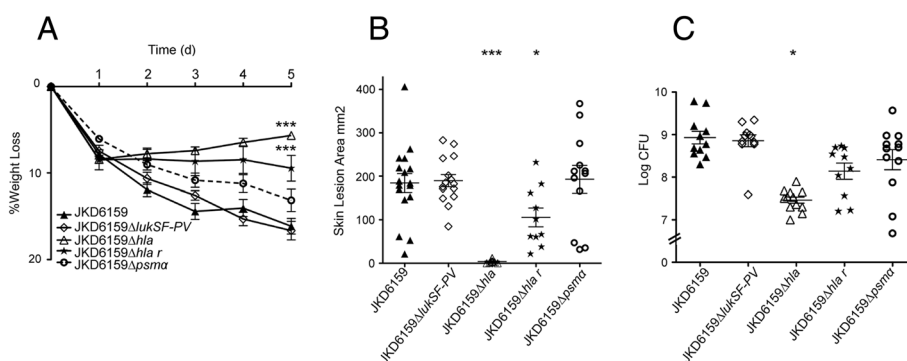 A
Time (d)
1 2 3 4 5
0
10
20
%Weight Loss
***
***
JKD6159
JKD6159ΔlukSF-PV
JKD6159Δhla
JKD6159Δhla r
JKD6159Δpsmα
B
*** *
Skin Lesion Area mm2
400
300
200
100
0
JKD6159
JKD6159ΔlukSF-PV
JKD6159Δhla
JKD6159Δhla r
JKD6159Δpsmα
C
*
Log CFU
10
9
8
7
0
JKD6159
JKD6159ΔlukSF-PV
JKD6159Δhla
JKD6159Δhla r
JKD6159Δpsmα